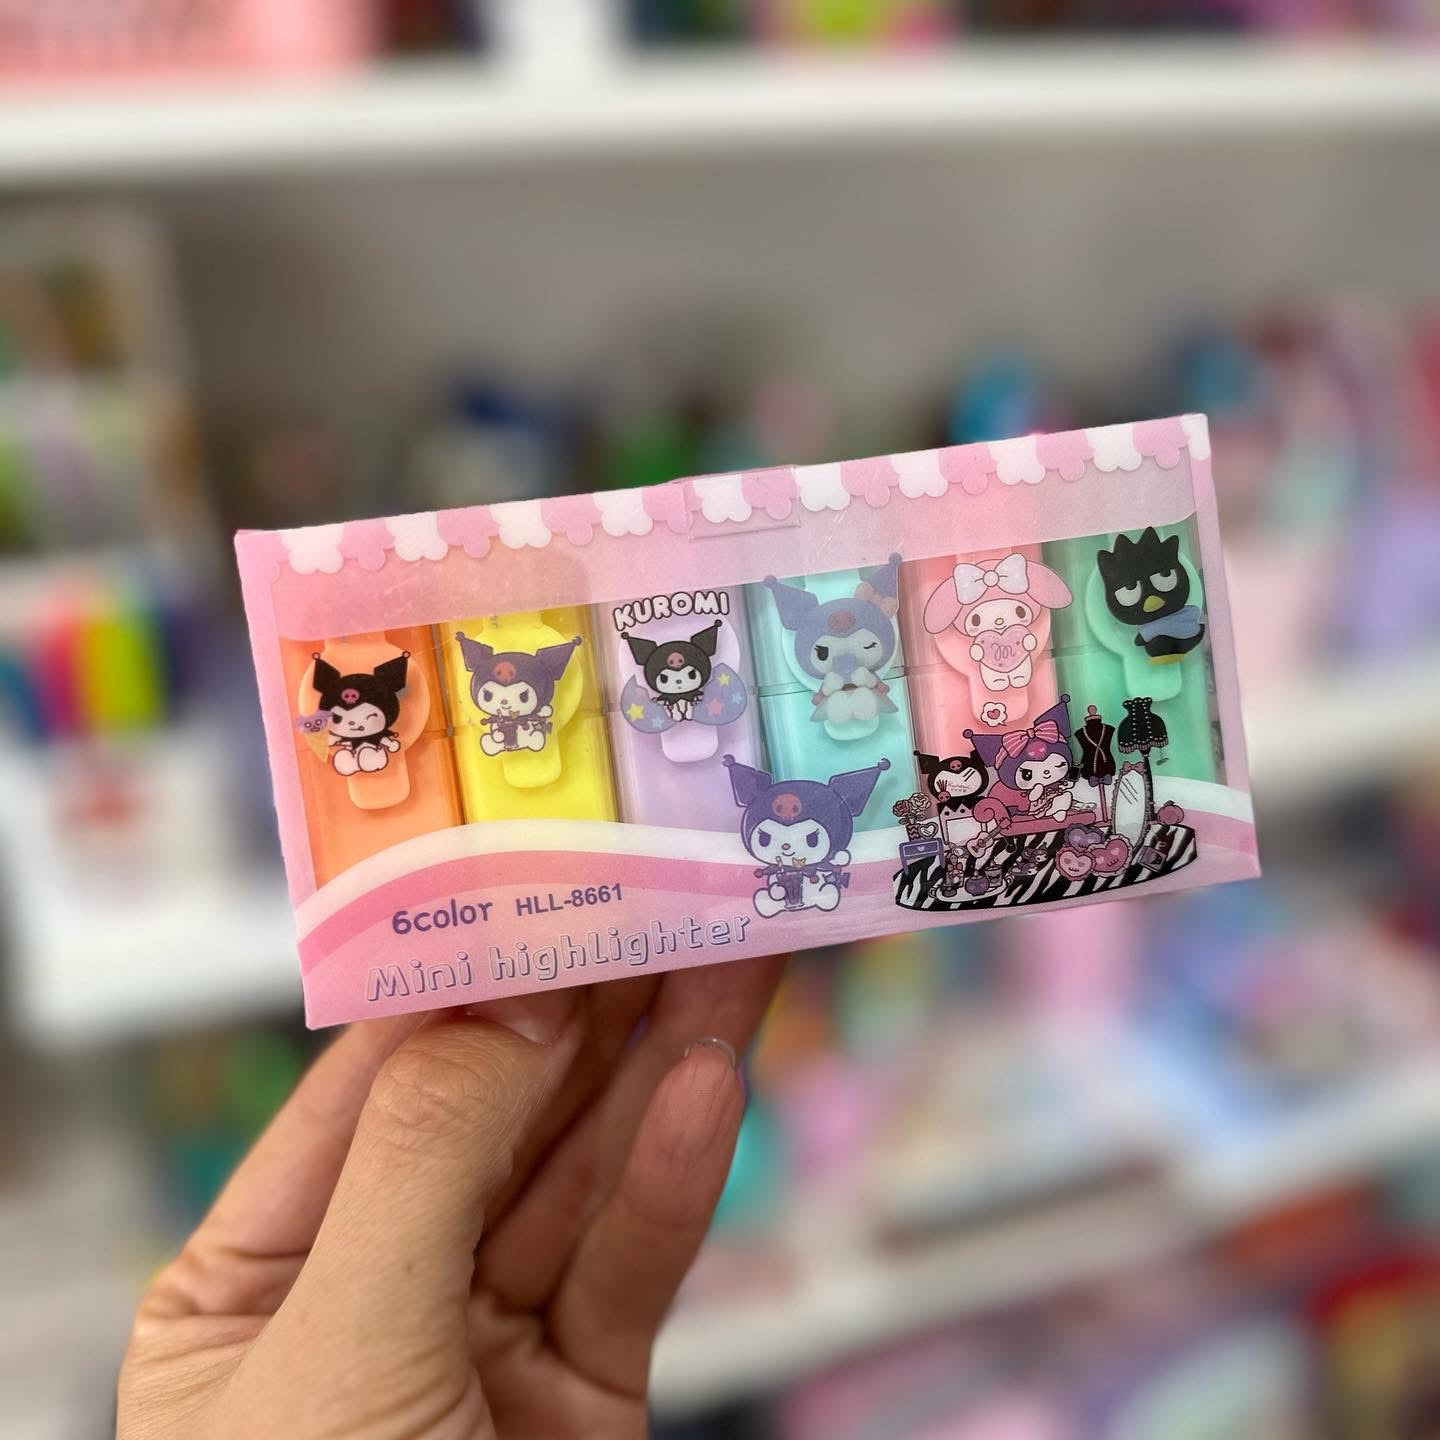 KUROMI
6color HLL-8661
Mini highLighter